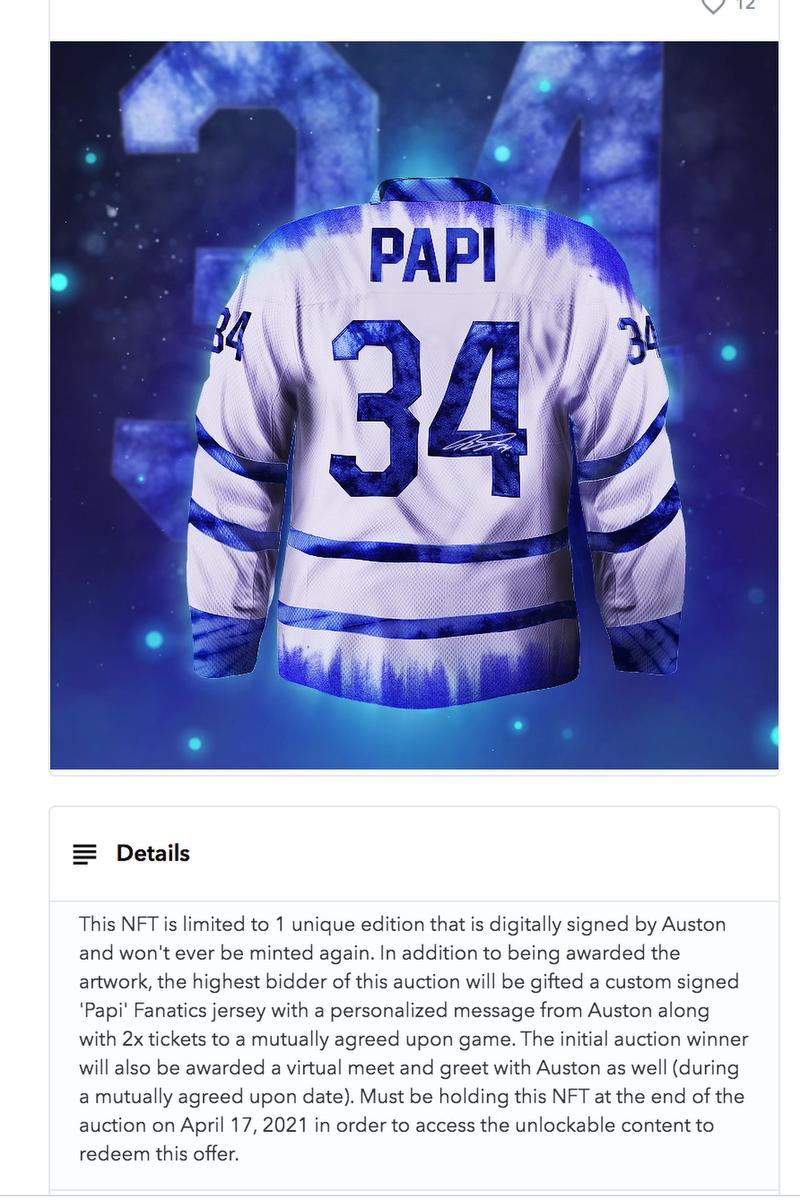 12
34
PAPI
34
34
34
Details
This NFT is limited to 1 unique edition that is digitally signed by Auston
and won't ever be minted again. In addition to being awarded the
artwork, the highest bidder of this auction will be gifted a custom signed
'Papi' Fanatics jersey with a personalized message from Auston along
with 2x tickets to a mutually agreed upon game. The initial auction winner
will also be awarded a virtual meet and greet with Auston as well (during
a mutually agreed upon date). Must be holding this NFT at the end of the
auction on April 17, 2021 in order to access the unlockable content to
redeem this offer.